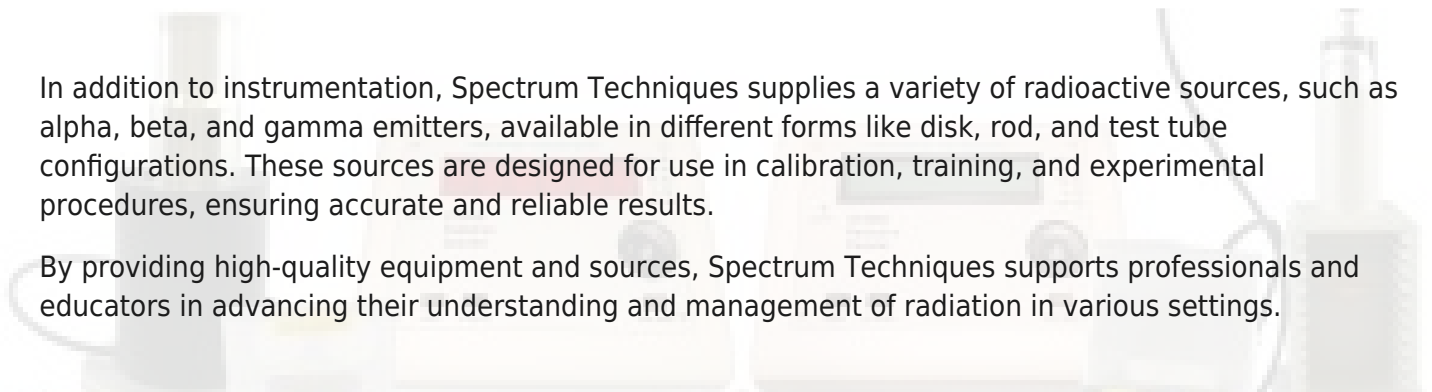 In addition to instrumentation, Spectrum Techniques supplies a variety of radioactive sources, such as
alpha, beta, and gamma emitters, available in different forms like disk, rod, and test tube
configurations. These sources are designed for use in calibration, training, and experimental
procedures, ensuring accurate and reliable results.
By providing high-quality equipment and sources, Spectrum Techniques supports professionals and
educators in advancing their understanding and management of radiation in various settings.